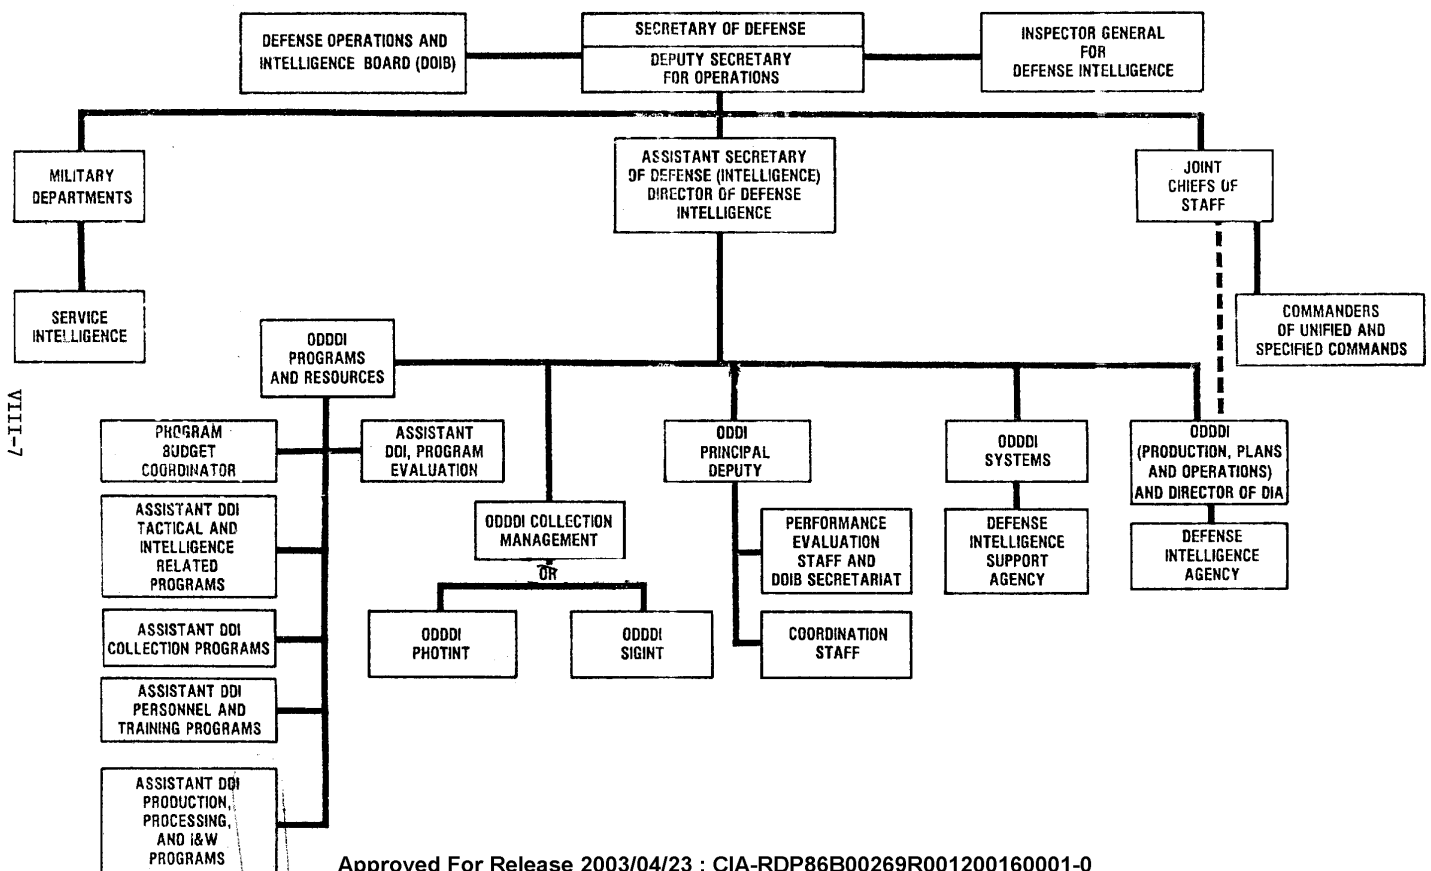 DEFENSE OPERATIONS AND
INTELLIGENCE BOARD (DOIB)
SECRETARY OF DEFENSE
DEPUTY SECRETARY
FOR OPERATIONS
INSPECTOR GENERAL
FOR
DEFENSE INTELLIGENCE
MILITARY
DEPARTMENTS
ASSISTANT SECRETARY
OF DEFENSE (INTELLIGENCE)
DIRECTOR OF DEFENSE
INTELLIGENCE
JOINT
CHIEFS OF
STAFF
SERVICE
INTELLIGENCE
COMMANDERS
OF UNIFIED AND
SPECIFIED COMMANDS
ODDDI
PROGRAMS
AND RESOURCES
PROGRAM
BUDGET
COORDINATOR
ASSISTANT
DDI, PROGRAM
EVALUATION
ASSISTANT DDI
TACTICAL AND
INTELLIGENCE
RELATED
PROGRAMS
ASSISTANT DDI
COLLECTION PROGRAMS
ASSISTANT DDI
PERSONNEL AND
TRAINING PROGRAMS
ASSISTANT DDI
PRODUCTION,
PROCESSING,
AND I&W
PROGRAMS
ODDDI COLLECTION
MANAGEMENT
OR
ODDDI
PHOTINT
ODDDI
SIGINT
ODDI
PRINCIPAL
DEPUTY
PERFORMANCE
EVALUATION
STAFF AND
DOIB SECRETARIAT
COORDINATION
STAFF
ODDDI
SYSTEMS
DEFENSE
INTELLIGENCE
SUPPORT
AGENCY
ODDDI
(PRODUCTION, PLANS
AND OPERATIONS)
AND DIRECTOR OF DIA
DEFENSE
INTELLIGENCE
AGENCY
VIII-7
Approved For Release 2003/04/23 : CIA-RDP86B00269R001200160001-0